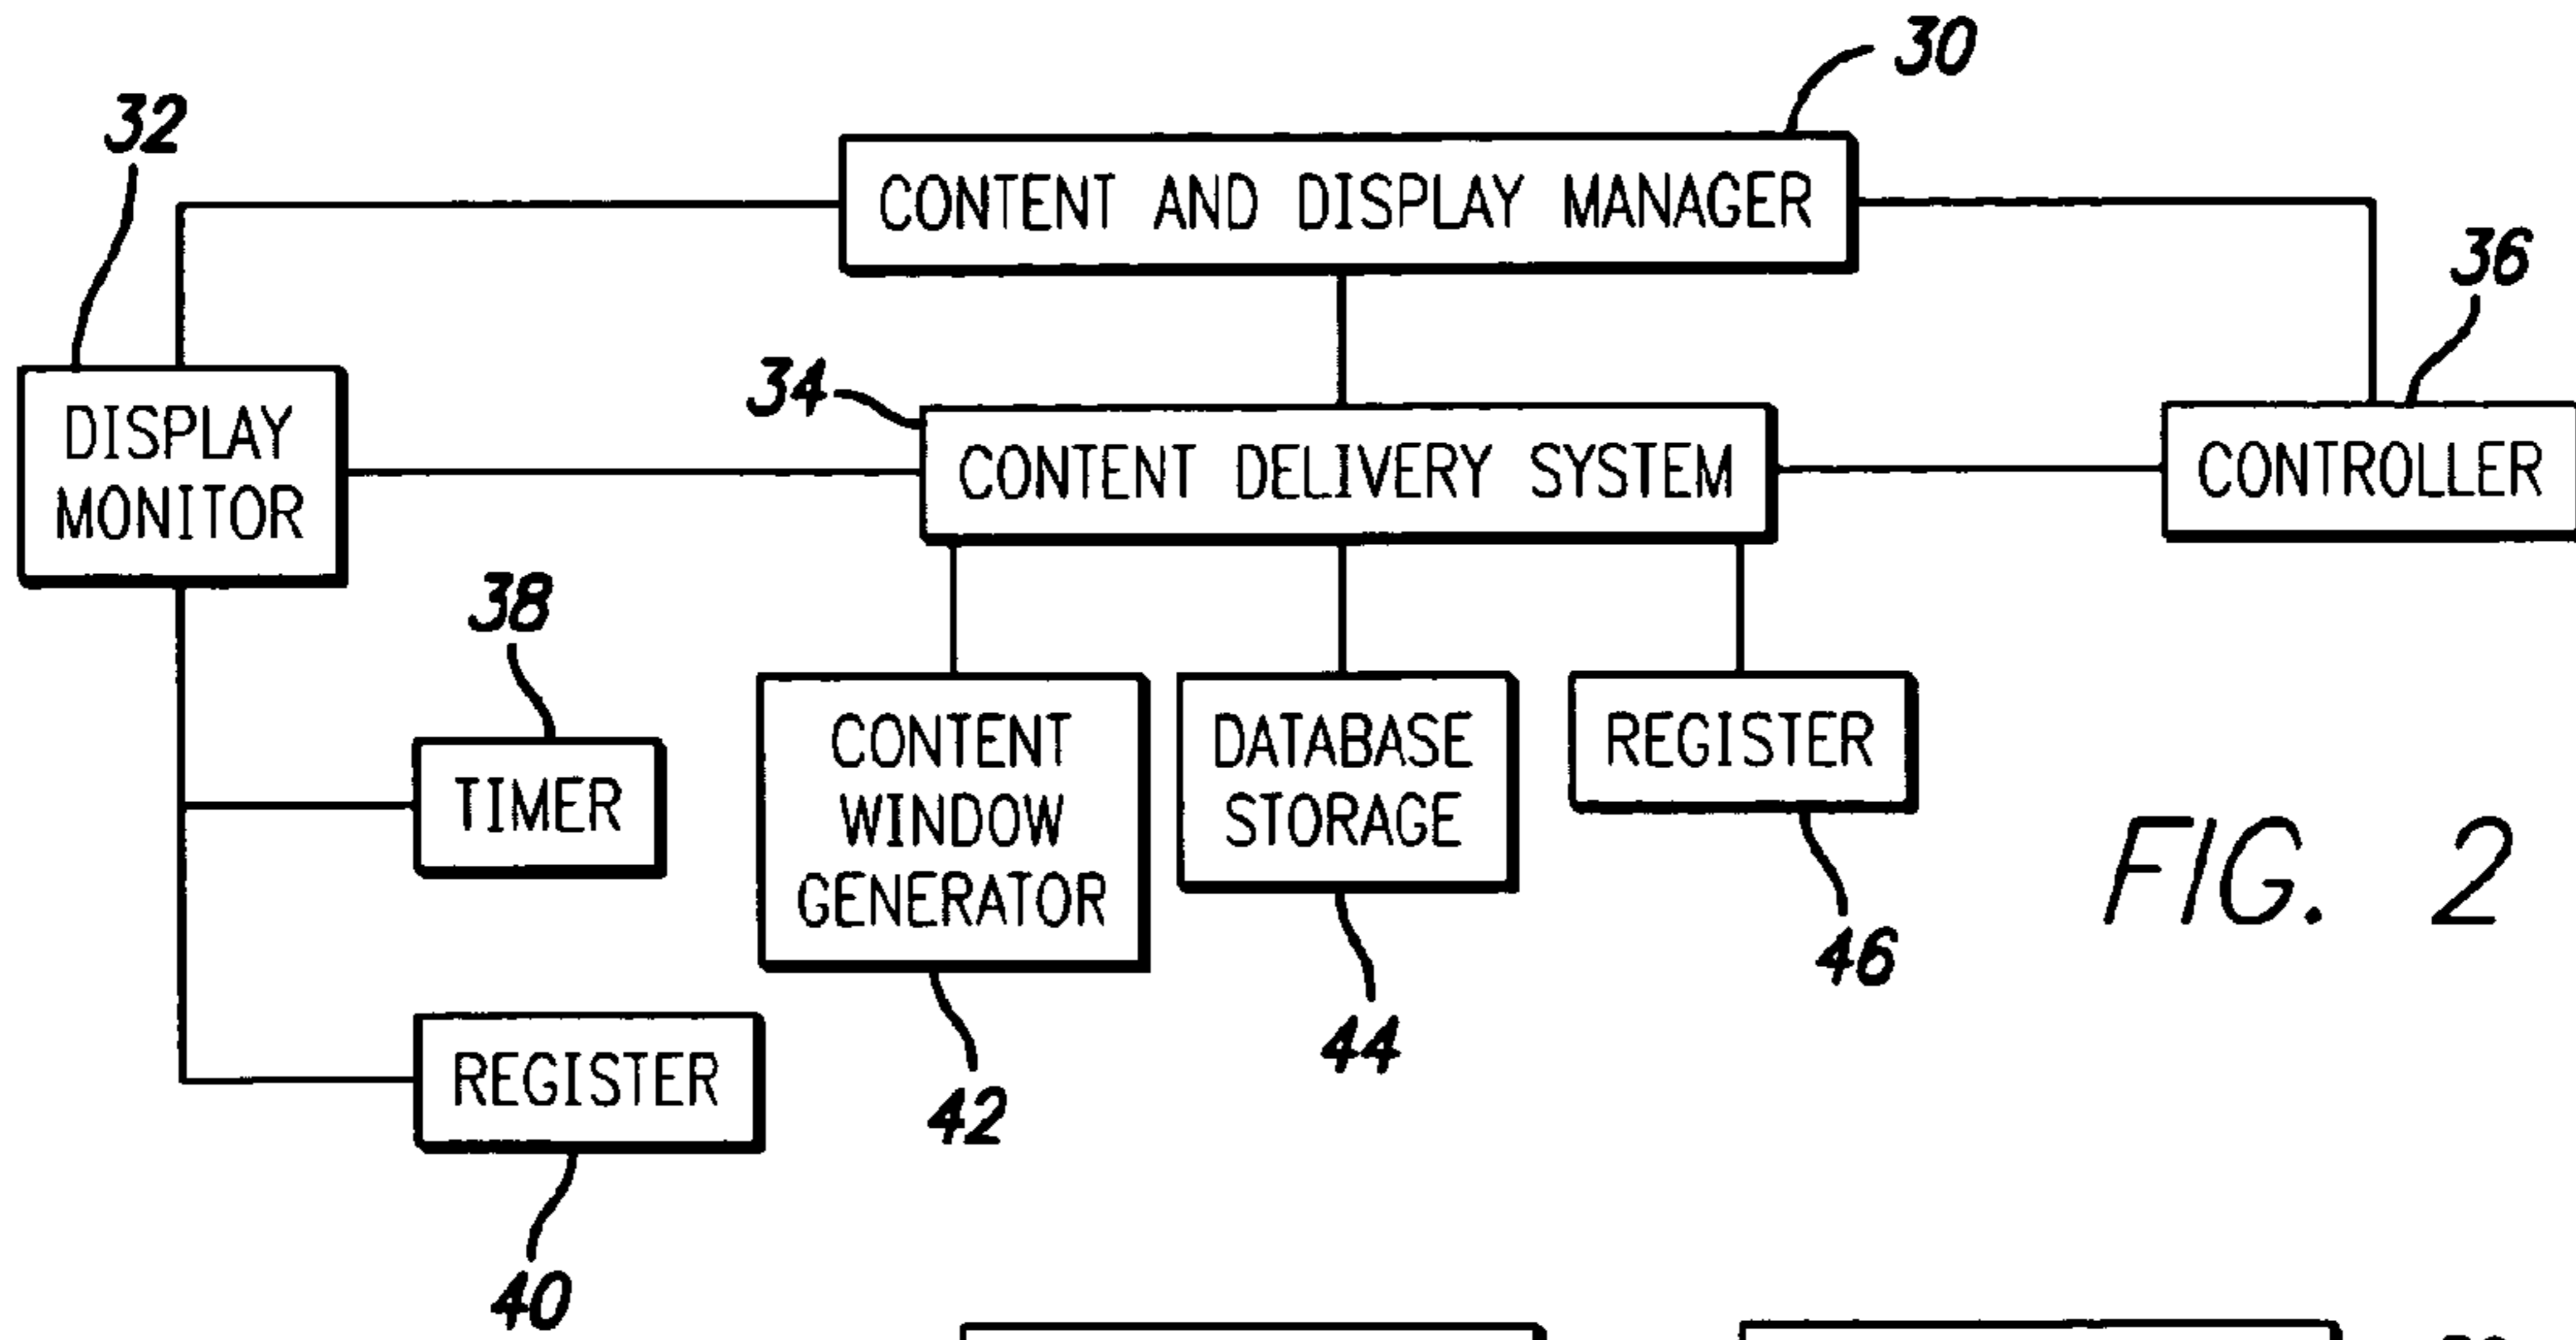 30
32
CONTENT AND DISPLAY MANAGER
36
34
DISPLAY
MONITOR
CONTENT DELIVERY SYSTEM
CONTROLLER
38
CONTENT
WINDOW
GENERATOR
DATABASE
STORAGE
REGISTER
TIMER
FIG. 2
46
44
REGISTER
42
40